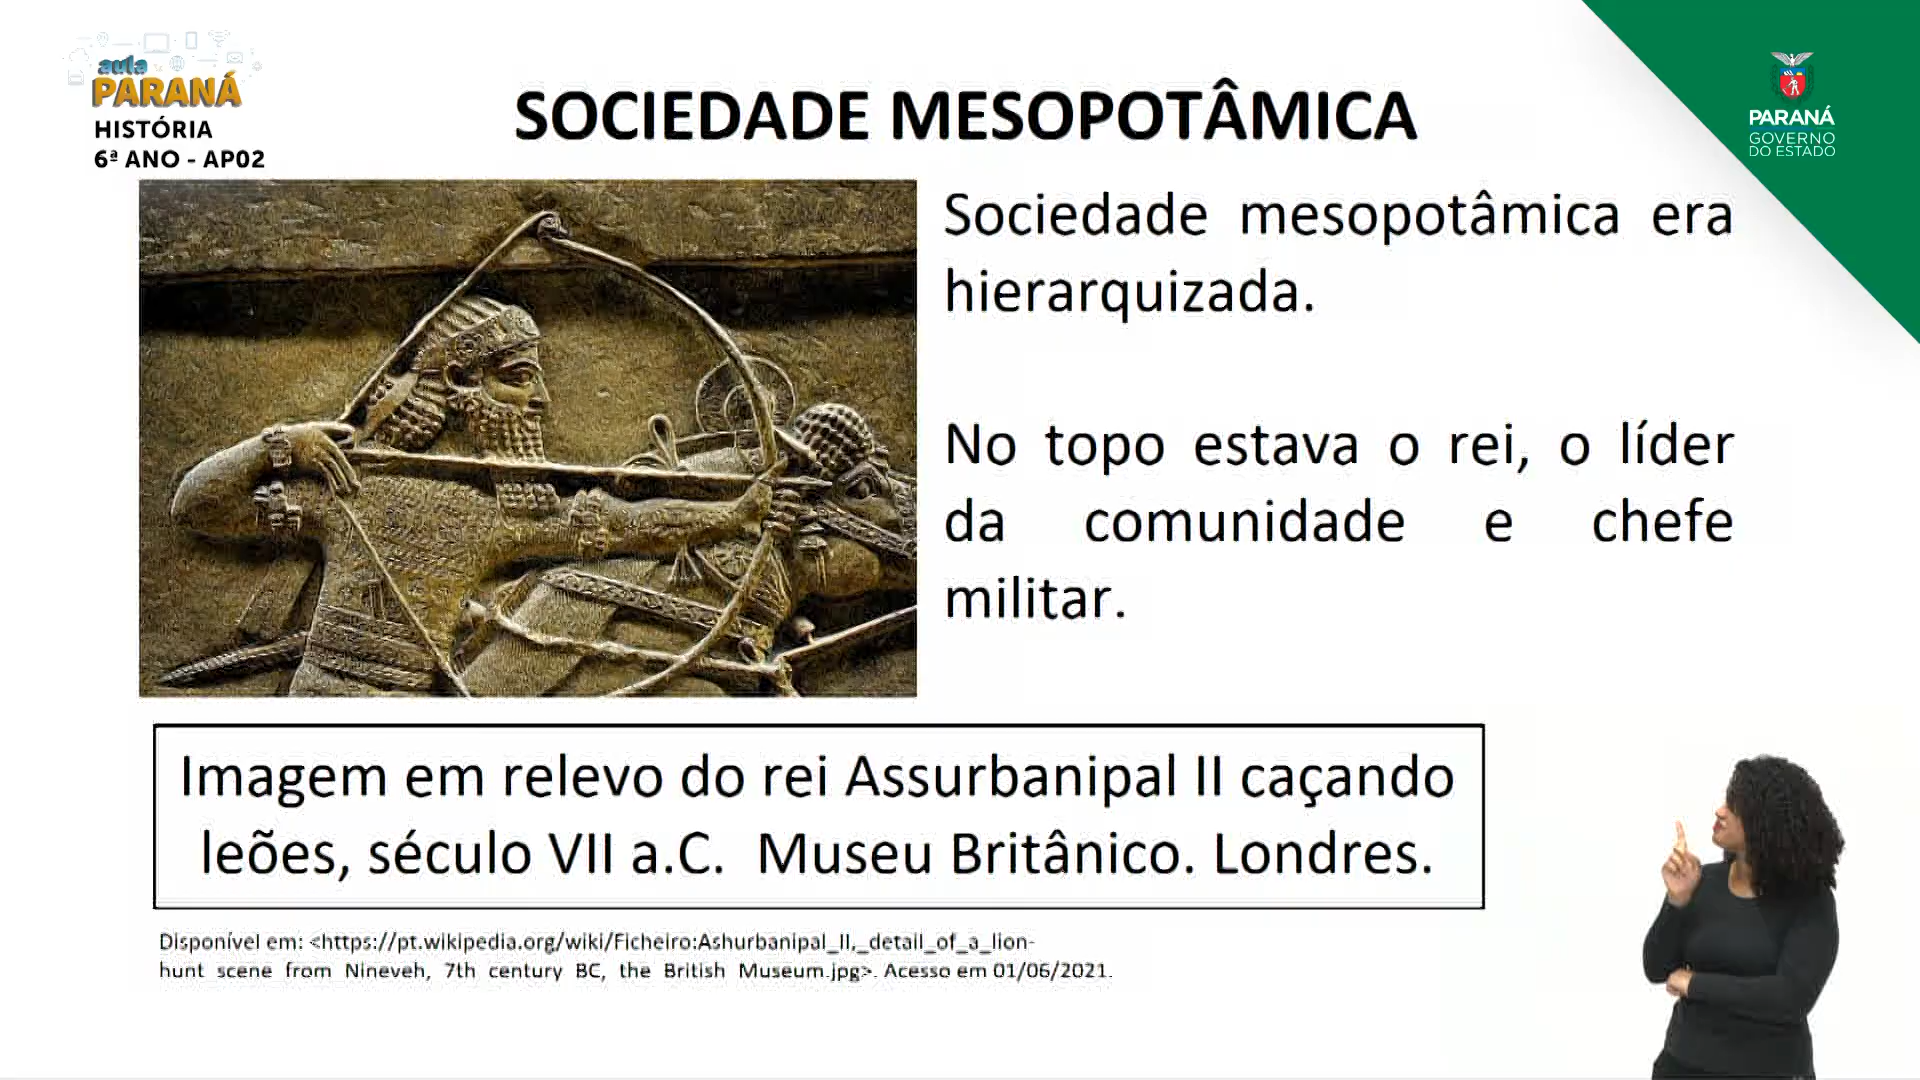 aula
PARANÁ
HISTÓRIA
6ª ANO - AP02
SOCIEDADE MESOPOTÂMICA
PARANÁ
GOVERNO
DO ESTADO
Sociedade mesopotâmica era
hierarquizada.
No topo estava o rei, o líder
da comunidade e chefe
militar.
Imagem em relevo do rei Assurbanipal II caçando
leões, século VII a.C. Museu Britânico. Londres.
Disponível em: <https://pt.wikipedia.org/wiki/Ficheiro:Ashurbanipal_II,_detail_of_a_lion-
hunt scene from Nineveh, 7th century BC, the British Museum.jpg>. Acesso em 01/06/2021.